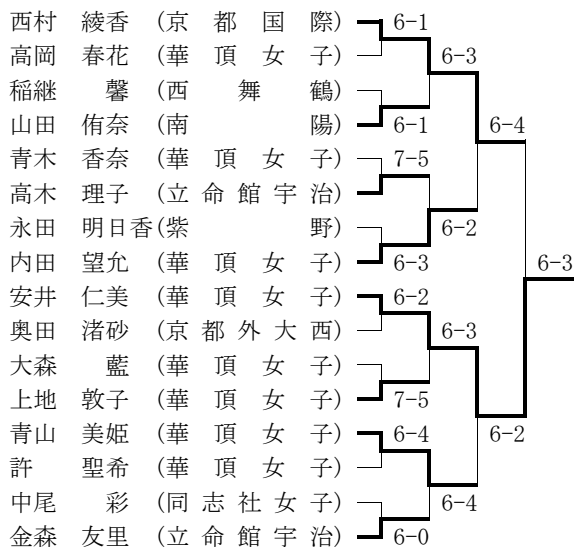 西村 綾香 (京都国際) 6-1
高岡 春花 (華頂女子) 6-3
稲継 馨 (西舞鶴)
山田 侑奈 (南陽) 6-1 6-4
青木 香奈 (華頂女子) 7-5
高木 理子 (立命館宇治)
永田 明日香(紫野) 6-2
内田 望允 (華頂女子) 6-3 6-3
安井 仁美 (華頂女子) 6-2
奥田 渚砂 (京都外大西) 6-3
大森 藍 (華頂女子)
上地 敦子 (華頂女子) 7-5
青山 美姫 (華頂女子) 6-4 6-2
許 聖希 (華頂女子)
中尾 彩 (同志社女子) 6-4
金森 友里 (立命館宇治) 6-0